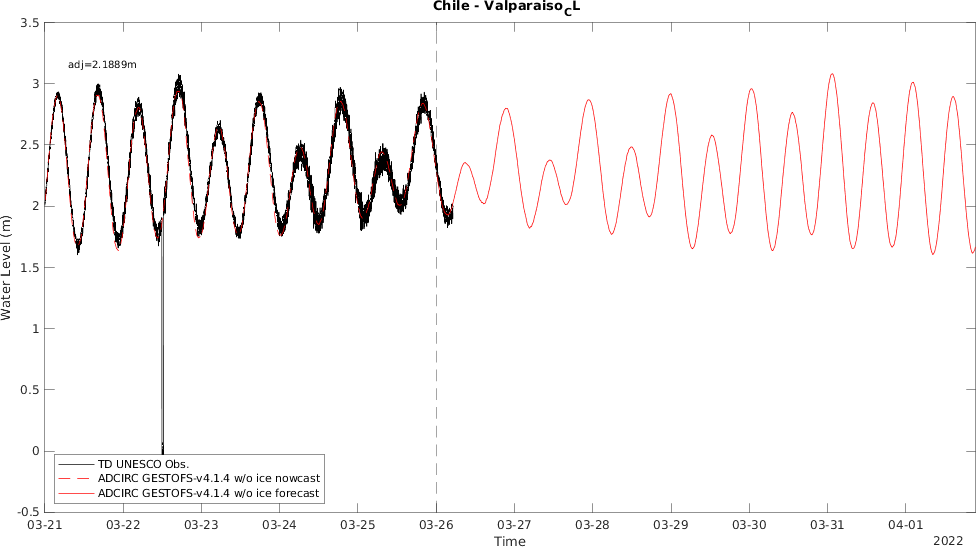 Chile - Valparaiso_CL
adj=2.1889m
3.5
3
2.5
2
1.5
1
0.5
0
-0.5
Water Level (m)
TD UNESCO Obs.
ADCIRC GESTOFS-v4.1.4 w/o ice nowcast
ADCIRC GESTOFS-v4.1.4 w/o ice forecast
03-21 03-22 03-23 03-24 03-25 03-26 03-27 03-28 03-29 03-30 03-31 04-01
Time
2022